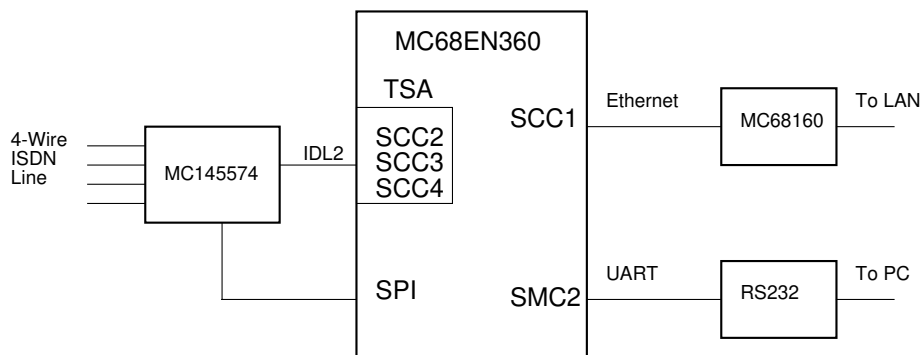 MC68EN360
TSA
SCC1
Ethernet
MC68160
To LAN
4-Wire
ISDN
Line
MC145574
IDL2
SCC2
SCC3
SCC4
SPI
SMC2
UART
RS232
To PC